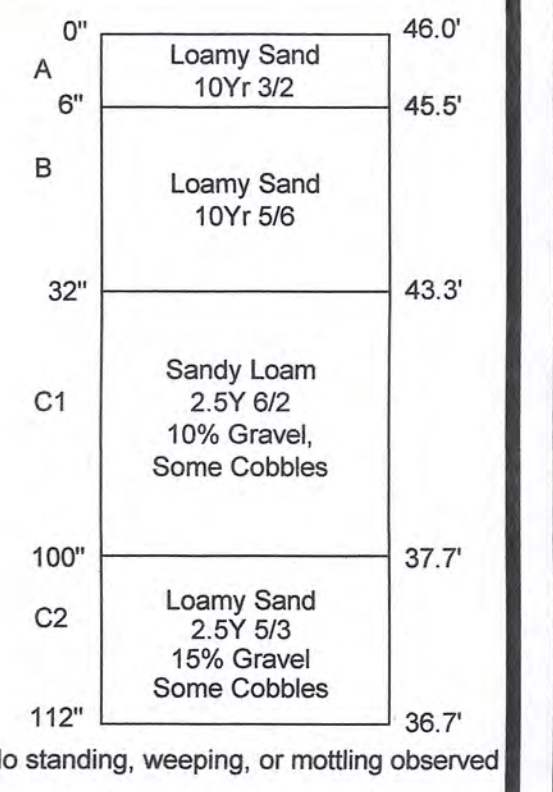 0" 46.0'
A
Loamy Sand
10Yr 3/2
6" 45.5'
B
Loamy Sand
10Yr 5/6
32" 43.3'
C1
Sandy Loam
2.5Y 6/2
10% Gravel,
Some Cobbles
100" 37.7'
C2
Loamy Sand
2.5Y 5/3
15% Gravel
Some Cobbles
112" 36.7'
standing, weeping, or mottling observed